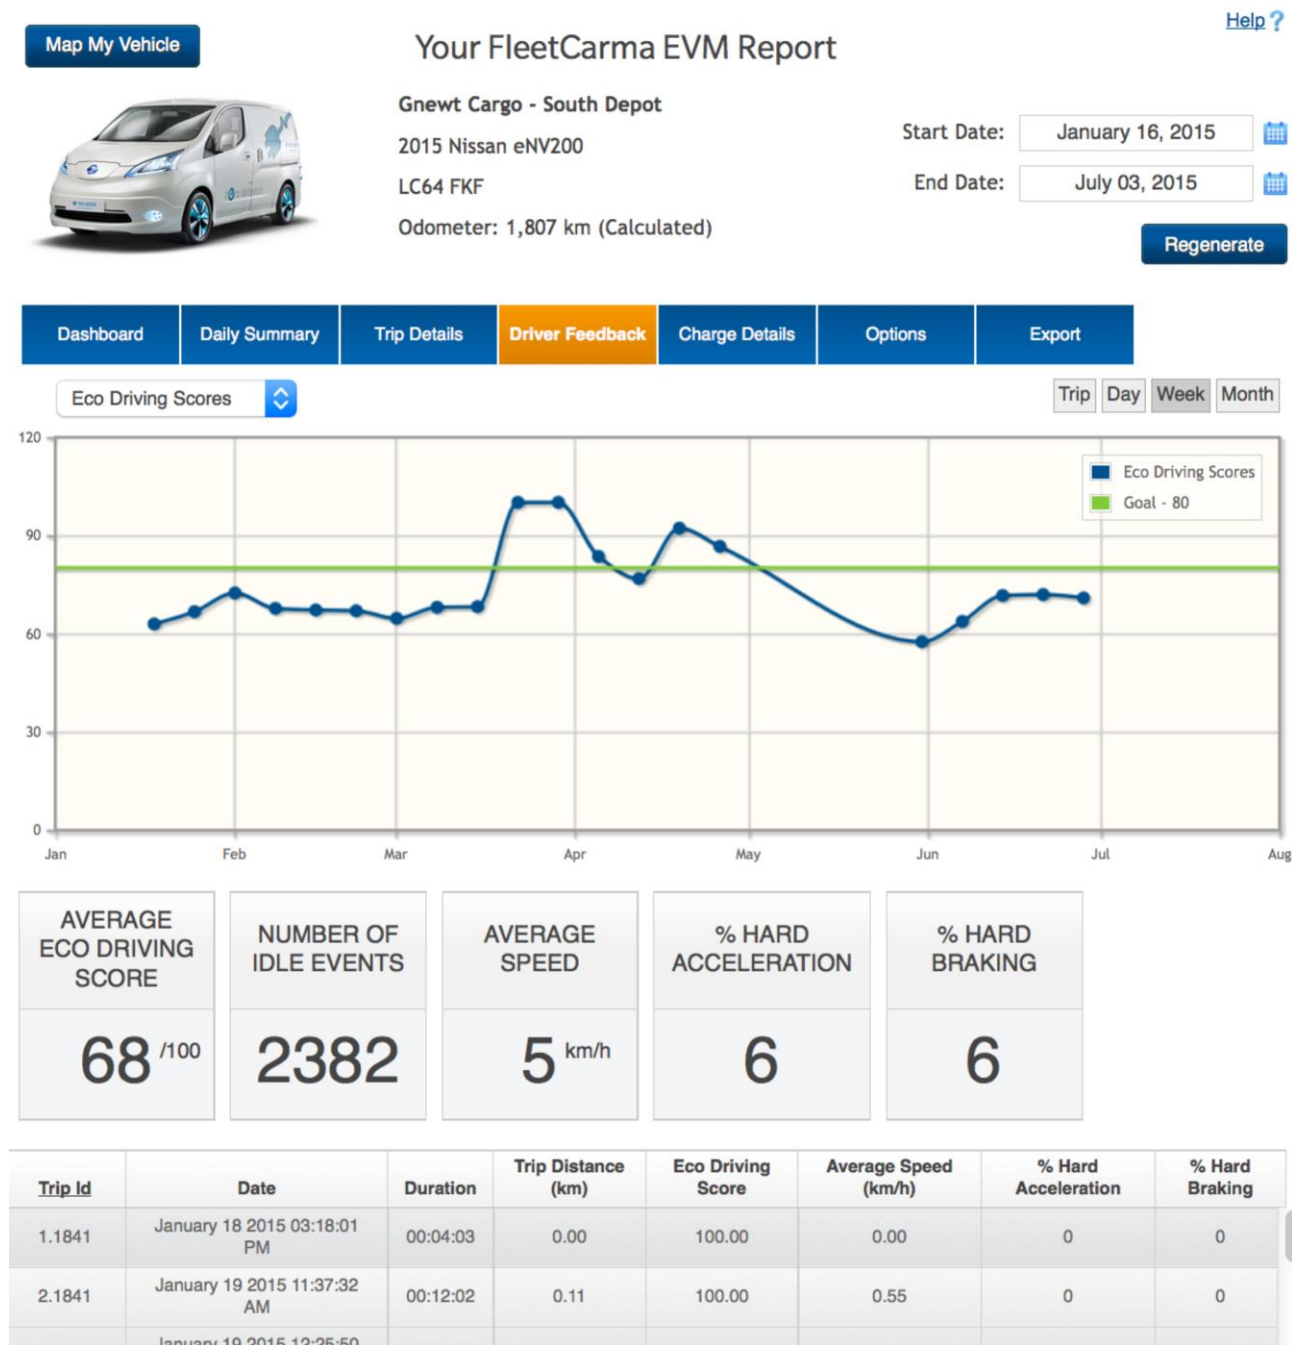 Help ?
Map My Vehicle
Your FleetCarma EVM Report
Gnewt Cargo - South Depot
2015 Nissan eNV200
LC64 FKF
Odometer: 1,807 km (Calculated)
Start Date: January 16, 2015
End Date: July 03, 2015
Regenerate
Dashboard Daily Summary Trip Details Driver Feedback Charge Details Options Export
Eco Driving Scores
Trip Day Week Month
120
90
60
30
0
Eco Driving Scores
Goal - 80
Jan Feb Mar Apr May Jun Jul Aug
AVERAGE
ECO DRIVING
SCORE
68 /100
NUMBER OF
IDLE EVENTS
2382
AVERAGE
SPEED
5 km/h
% HARD
ACCELERATION
6
% HARD
BRAKING
6
Trip Id Date Duration Trip Distance (km) Eco Driving Score Average Speed (km/h) % Hard Acceleration % Hard Braking
1.1841 January 18 2015 03:18:01 PM 00:04:03 0.00 100.00 0.00 0 0
2.1841 January 19 2015 11:37:32 AM 00:12:02 0.11 100.00 0.55 0 0
January 19 2015 12:25:50